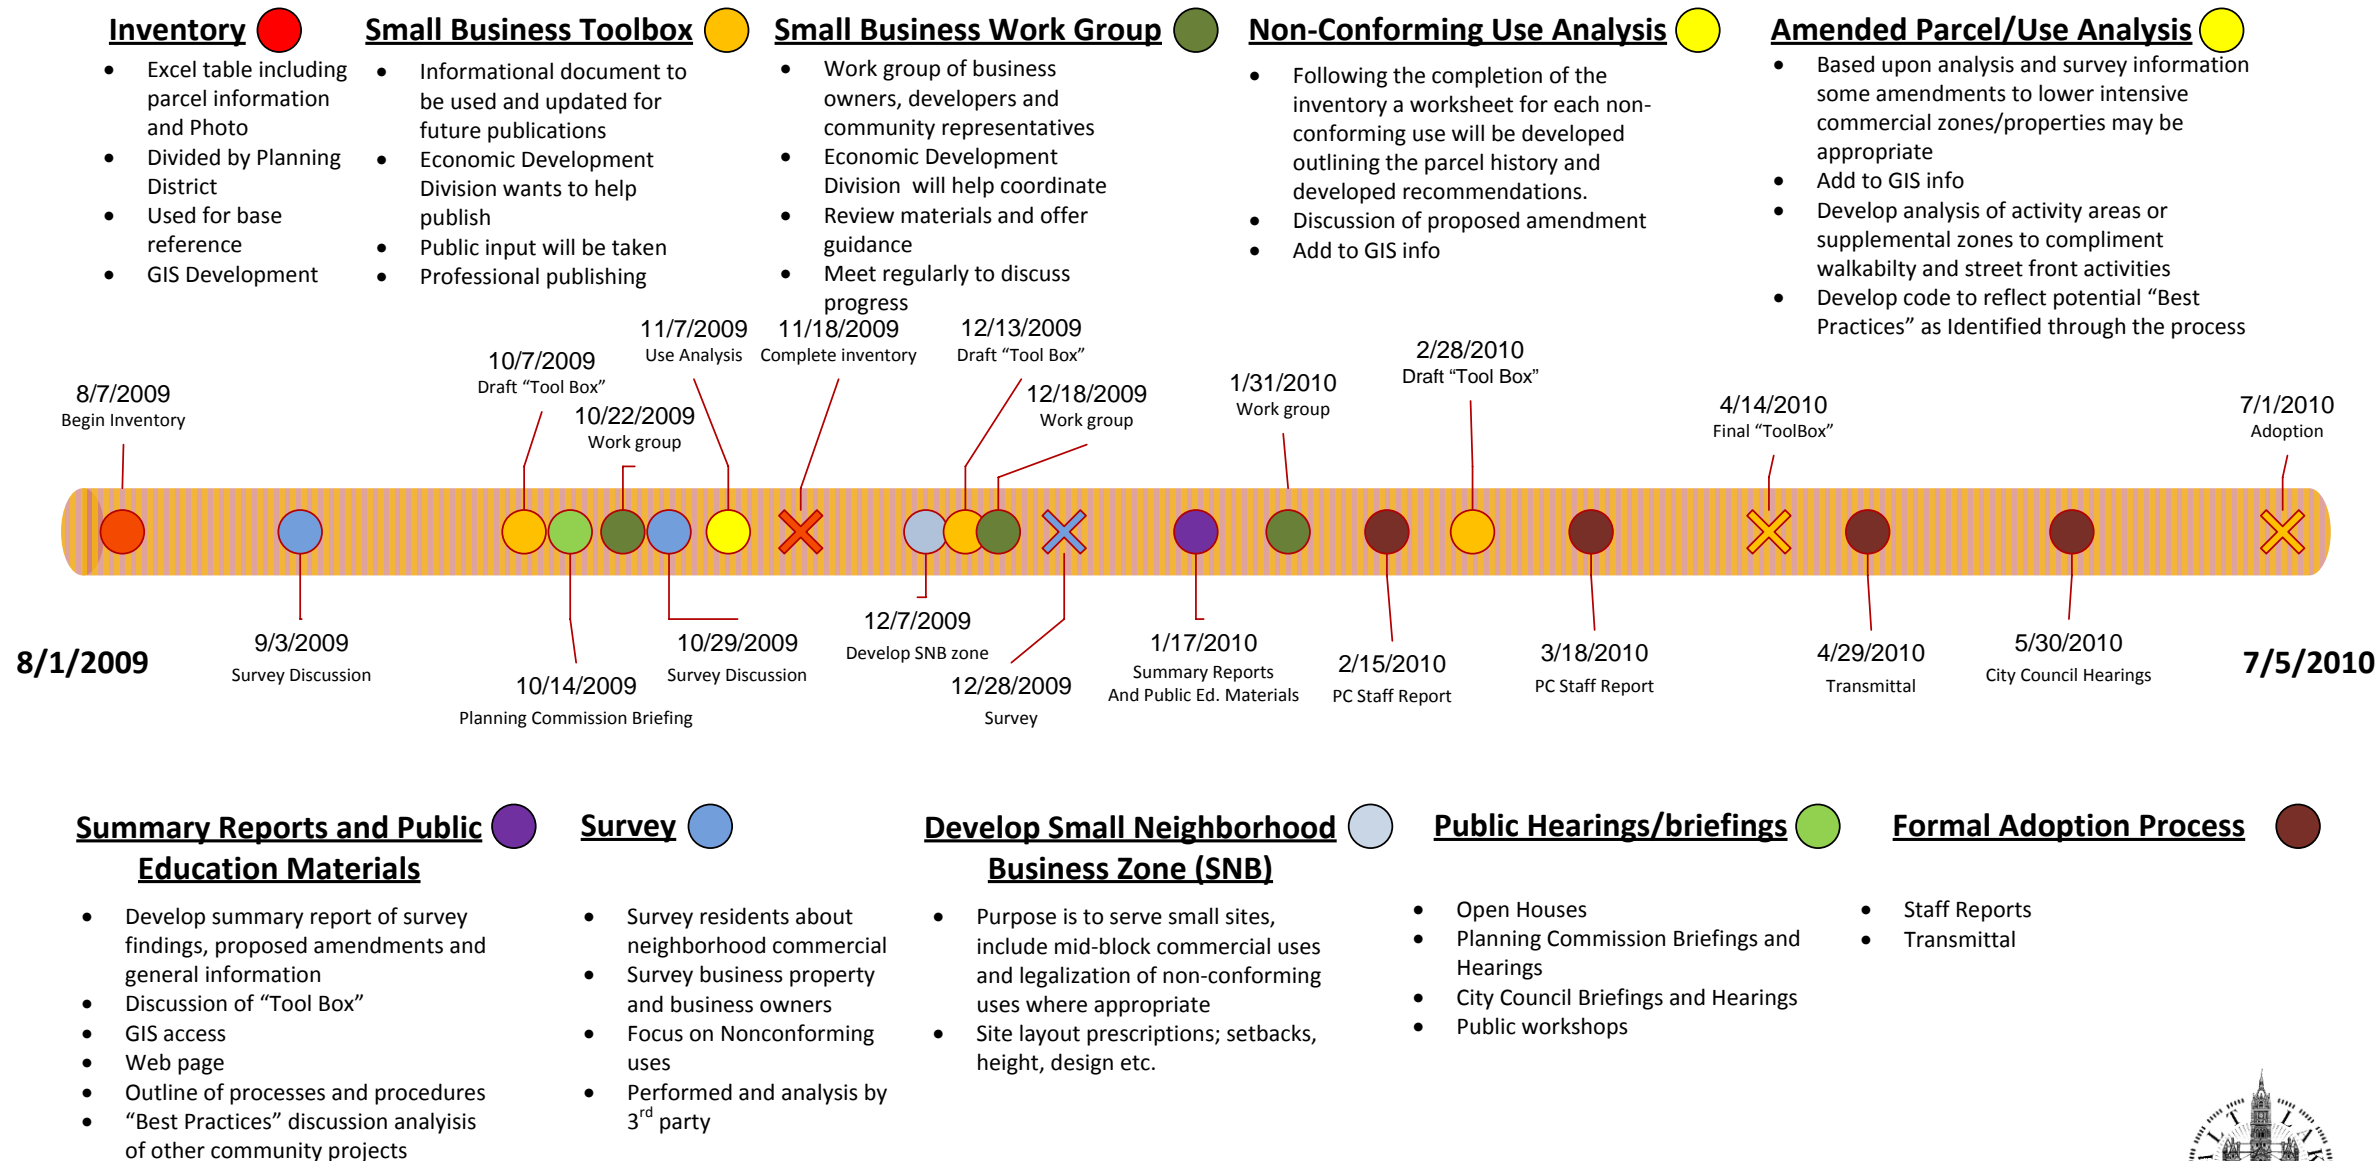 Inventory
Excel table including
parcel information
and Photo
Divided by Planning
District
Used for base
reference
GIS Development
Small Business Toolbox
Informational document to
be used and updated for
future publications
Economic Development
Division wants to help
publish
Public input will be taken
Professional publishing
Small Business Work Group
Work group of business
owners, developers and
community representatives
Economic Development
Division will help coordinate
Review materials and offer
guidance
Meet regularly to discuss
progress
Non-Conforming Use Analysis
Following the completion of the
inventory a worksheet for each non-
conforming use will be developed
outlining the parcel history and
developed recommendations.
Discussion of proposed amendment
Add to GIS info
Amended Parcel/Use Analysis
Based upon analysis and survey information
some amendments to lower intensive
commercial zones/properties may be
appropriate
Add to GIS info
Develop analysis of activity areas or
supplemental zones to compliment
walkabilty and street front activities
Develop code to reflect potential “Best
Practices” as Identified through the process
8/7/2009
Begin Inventory
10/7/2009
Draft “Tool Box”
10/22/2009
Work group
11/7/2009
Use Analysis
11/18/2009
Complete inventory
12/13/2009
Draft “Tool Box”
12/18/2009
Work group
1/31/2010
Work group
2/28/2010
Draft “Tool Box”
4/14/2010
Final “ToolBox”
7/1/2010
Adoption
8/1/2009
9/3/2009
Survey Discussion
10/14/2009
Planning Commission Briefing
10/29/2009
Survey Discussion
12/7/2009
Develop SNB zone
12/28/2009
Survey
1/17/2010
Summary Reports
And Public Ed. Materials
2/15/2010
PC Staff Report
3/18/2010
PC Staff Report
4/29/2010
Transmittal
5/30/2010
City Council Hearings
7/5/2010
Summary Reports and Public
Education Materials
Develop summary report of survey
findings, proposed amendments and
general information
Discussion of “Tool Box”
GIS access
Web page
Outline of processes and procedures
“Best Practices” discussion analyisis
of other community projects
Survey
Survey residents about
neighborhood commercial
Survey business property
and business owners
Focus on Nonconforming
uses
Performed and analysis by
3rd party
Develop Small Neighborhood
Business Zone (SNB)
Purpose is to serve small sites,
include mid-block commercial uses
and legalization of non-conforming
uses where appropriate
Site layout prescriptions; setbacks,
height, design etc.
Public Hearings/briefings
Open Houses
Planning Commission Briefings and
Hearings
City Council Briefings and Hearings
Public workshops
Formal Adoption Process
Staff Reports
Transmittal